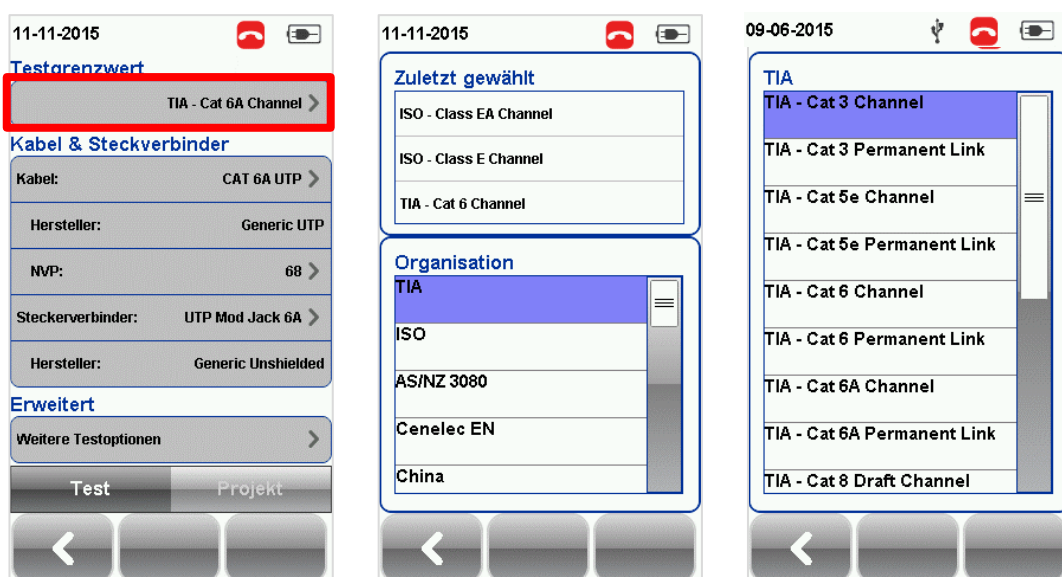 11-11-2015
Testgrenzwert
TIA - Cat 6A Channel
Kabel & Steckverbinder
Kabel: CAT 6A UTP
Hersteller: Generic UTP
NVP: 68
Steckerverbinder: UTP Mod Jack 6A
Hersteller: Generic Unshielded
Erweitert
Weitere Testoptionen
Test Projekt
11-11-2015
Zuletzt gewählt
ISO - Class EA Channel
ISO - Class E Channel
TIA - Cat 6 Channel
Organisation
TIA
ISO
AS/NZ 3080
Cenelec EN
China
09-06-2015
TIA
TIA - Cat 3 Channel
TIA - Cat 3 Permanent Link
TIA - Cat 5e Channel
TIA - Cat 5e Permanent Link
TIA - Cat 6 Channel
TIA - Cat 6 Permanent Link
TIA - Cat 6A Channel
TIA - Cat 6A Permanent Link
TIA - Cat 8 Draft Channel